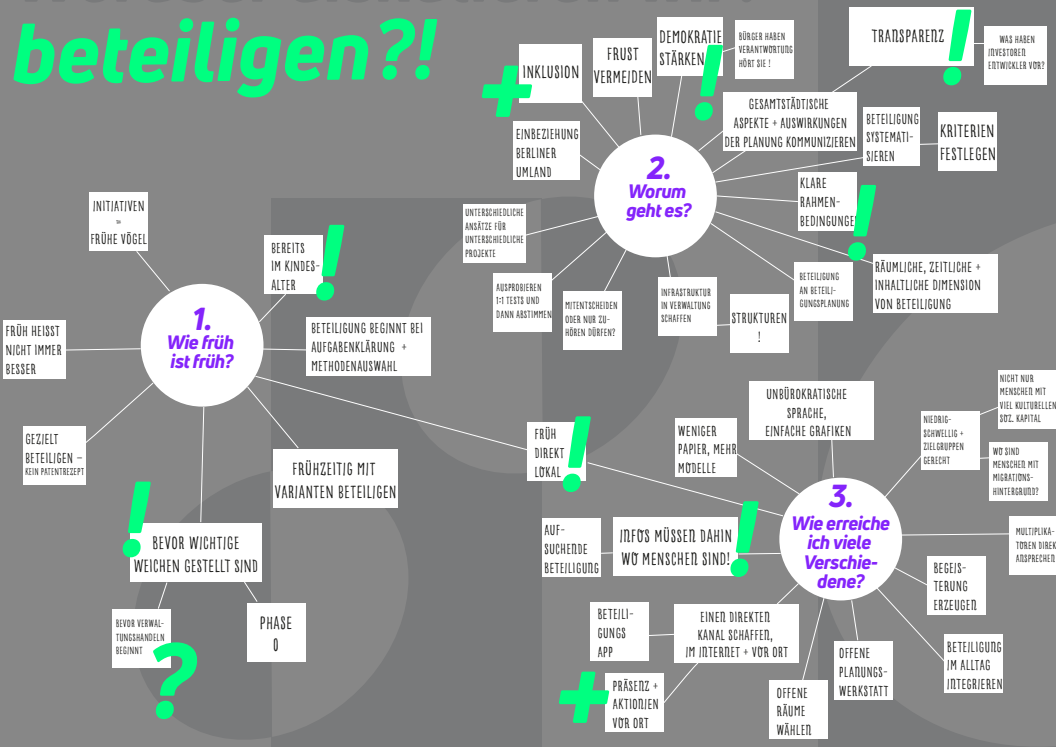 beteiligen?!
1.
Wie früh
ist früh?
INITIATIVEN
=
FRÜHE VÖGEL
BEREITS
IM KINDES-
ALTER
!
BETEILIGUNG BEGINNT BEI
AUFGABENKLÄRUNG +
METHODENAUSWAHL
FRÜH HEISST
NICHT IMMER
BESSER
GEZIELT
BETEILIGEN –
KEIN PATENTREZEPT
FRÜHZEITIG MIT
VARIANTEN BETEILIGEN
!
BEVOR WICHTIGE
WEICHEN GESTELLT SIND
BEVOR VERWAL-
TUNGSHANDELN
BEGINNT
?
PHASE
0
FRÜH
DIREKT
LOKAL
!
2.
Worum
geht es?
+
INKLUSION
FRUST
VERMEIDEN
DEMOKRATIE
STÄRKEN
!
BÜRGER HABEN
VERANTWORTUNG
HÖRT SIE !
TRANSPARENZ
!
WAS HABEN
INVESTOREN
ENTWICKLER VOR?
EINBEZIEHUNG
BERLINER
UMLAND
GESAMTSTÄDTISCHE
ASPEKTE + AUSWIRKUNGEN
DER PLANUNG KOMMUNIZIEREN
BETEILIGUNG
SYSTEMATI-
SIEREN
KRITERIEN
FESTLEGEN
KLARE
RAHMEN-
BEDINGUNGEN
!
UNTERSCHIEDLICHE
ANSÄTZE FÜR
UNTERSCHIEDLICHE
PROJEKTE
AUSPROBIEREN
1:1 TESTS UND
DANN ABSTIMMEN
MITENTSCHEIDEN
ODER NUR ZU-
HÖREN DÜRFEN?
INFRASTRUKTUR
IN VERWALTUNG
SCHAFFEN
STRUKTUREN
!
BETEILIGUNG
AN BETEILI-
GUNGSPLANUNG
RÄUMLICHE, ZEITLICHE +
INHALTLICHE DIMENSION
VON BETEILIGUNG
3.
Wie erreiche
ich viele
Verschie-
dene?
WENIGER
PAPIER, MEHR
MODELLE
UNBÜROKRATISCHE
SPRACHE,
EINFACHE GRAFIKEN
NIEDRIG-
SCHWELLIG +
ZIELGRUPPEN
GERECHT
NICHT NUR
MENSCHEN MIT
VIEL KULTURELLEN
SOZ. KAPITAL
WO SIND
MENSCHEN MIT
MIGRATIONS-
HINTERGRUND?
AUF-
SUCHENDE
BETEILIGUNG
INFOS MÜSSEN DAHIN
WO MENSCHEN SIND!
!
MULTIPLIKA-
TOREN DIREK
ANSPRECHEN
BEGEIS-
TERUNG
ERZEUGEN
BETEILI-
GUNGS
APP
EINEN DIREKTEN
KANAL SCHAFFEN,
IM INTERNET + VOR ORT
+
PRÄSENZ +
AKTIONIEN
VOR ORT
OFFENE
RÄUME
WÄHLEN
OFFENE
PLANUNGS-
WERKSTATT
BETEILIGUNG
IM ALLTAG
INTEGRIEREN